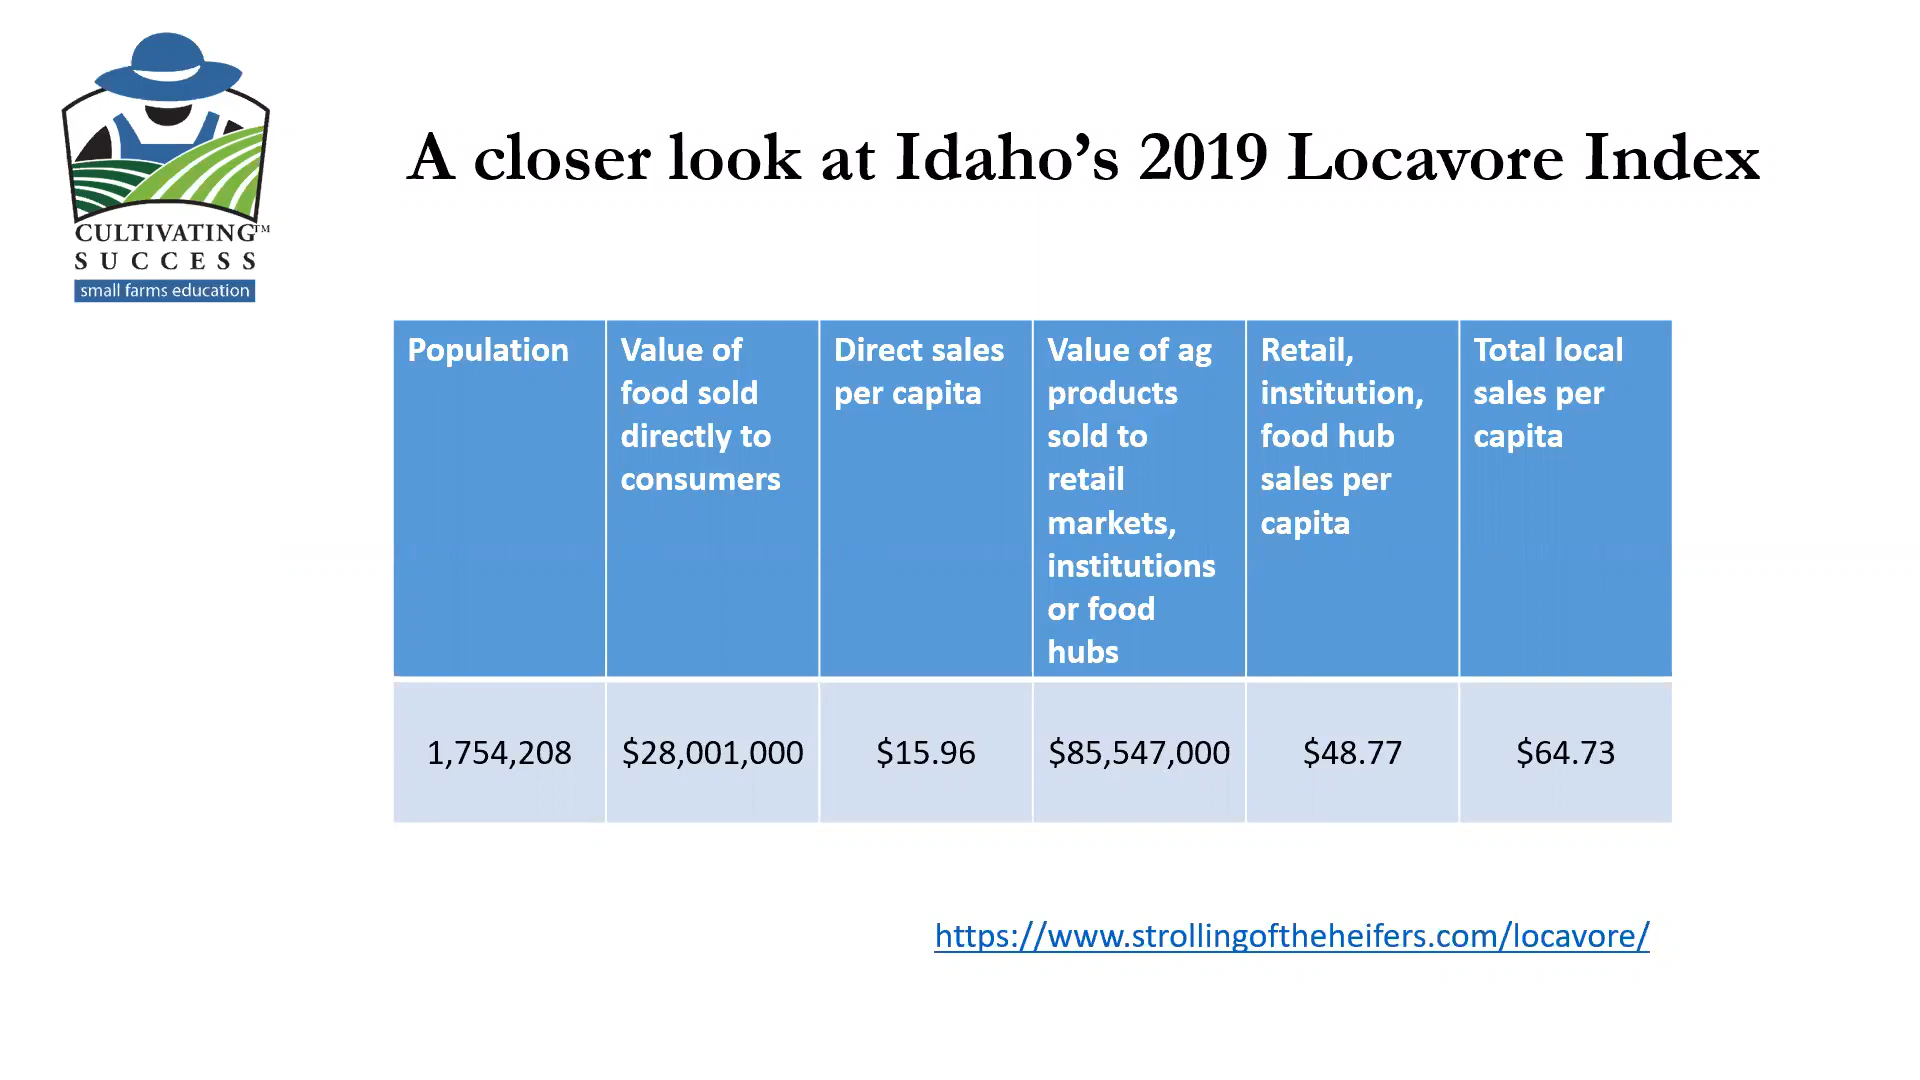 CULTIVATING™
SUCCESS
small farms education
A closer look at Idaho’s 2019 Locavore Index
Population
Value of
food sold
directly to
consumers
Direct sales
per capita
Value of ag
products
sold to
retail
markets,
institutions
or food
hubs
Retail,
institution,
food hub
sales per
capita
Total local
sales per
capita
1,754,208
$28,001,000
$15.96
$85,547,000
$48.77
$64.73
https://www.strollingoftheheifers.com/locavore/